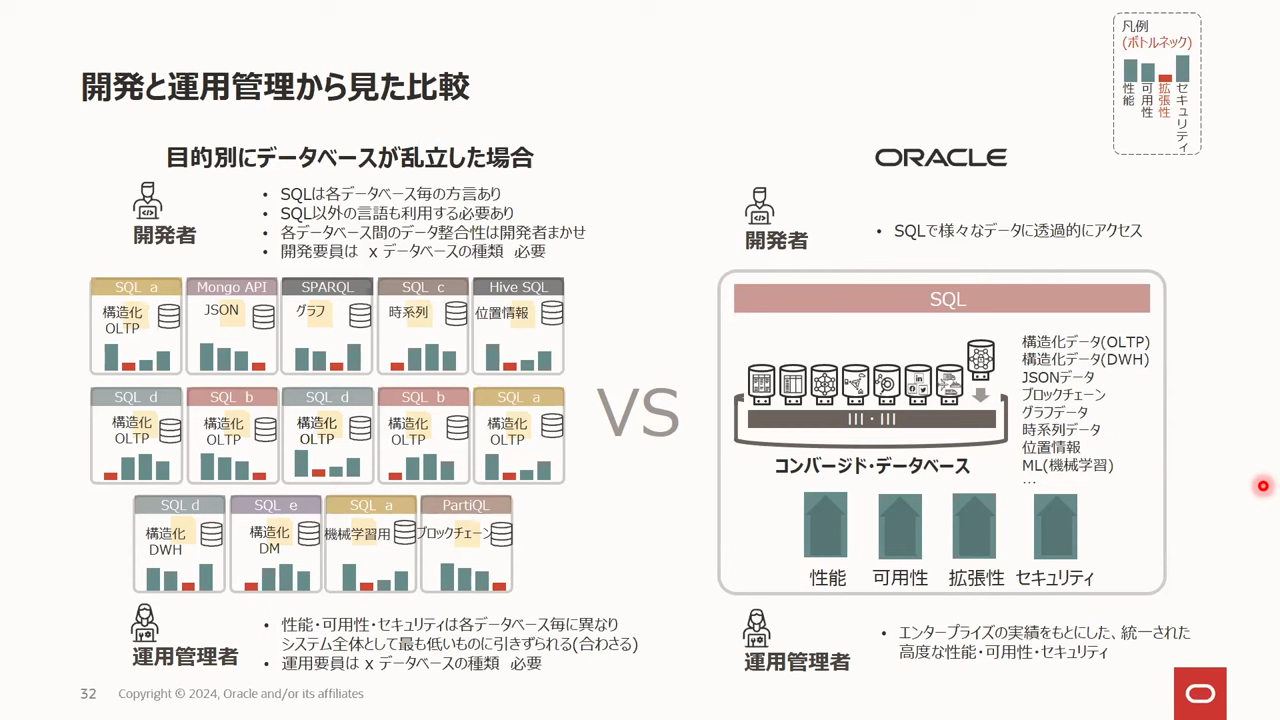 凡例
(ボトルネック)
性能
可用性
拡張性
セキュリティ
開発と運用管理から見た比較
目的別にデータベースが乱立した場合
開発者
• SQLは各データベース毎の方言あり
• SQL以外の言語も利用する必要あり
• 各データベース間のデータ整合性は開発者まかせ
• 開発要員は x データベースの種類 必要
SQL a
構造化
OLTP
Mongo API
JSON
SPARQL
グラフ
SQL c
時系列
Hive SQL
位置情報
SQL d
構造化
OLTP
SQL b
構造化
OLTP
SQL d
構造化
OLTP
SQL b
構造化
OLTP
SQL a
構造化
OLTP
SQL d
構造化
DWH
SQL e
構造化
DM
SQL a
機械学習用
PartiQL
ブロックチェーン
運用管理者
• 性能・可用性・セキュリティは各データベース毎に異なり
システム全体として最も低いものに引きずられる(合わさる)
• 運用要員は x データベースの種類 必要
VS
ORACLE
開発者
• SQLで様々なデータに透過的にアクセス
SQL
構造化データ(OLTP)
構造化データ(DWH)
JSONデータ
ブロックチェーン
グラフデータ
時系列データ
位置情報
ML(機械学習)
…
コンバージド・データベース
性能
可用性
拡張性
セキュリティ
運用管理者
• エンタープライズの実績をもとにした、統一された
高度な性能・可用性・セキュリティ
32 Copyright © 2024, Oracle and/or its affiliates